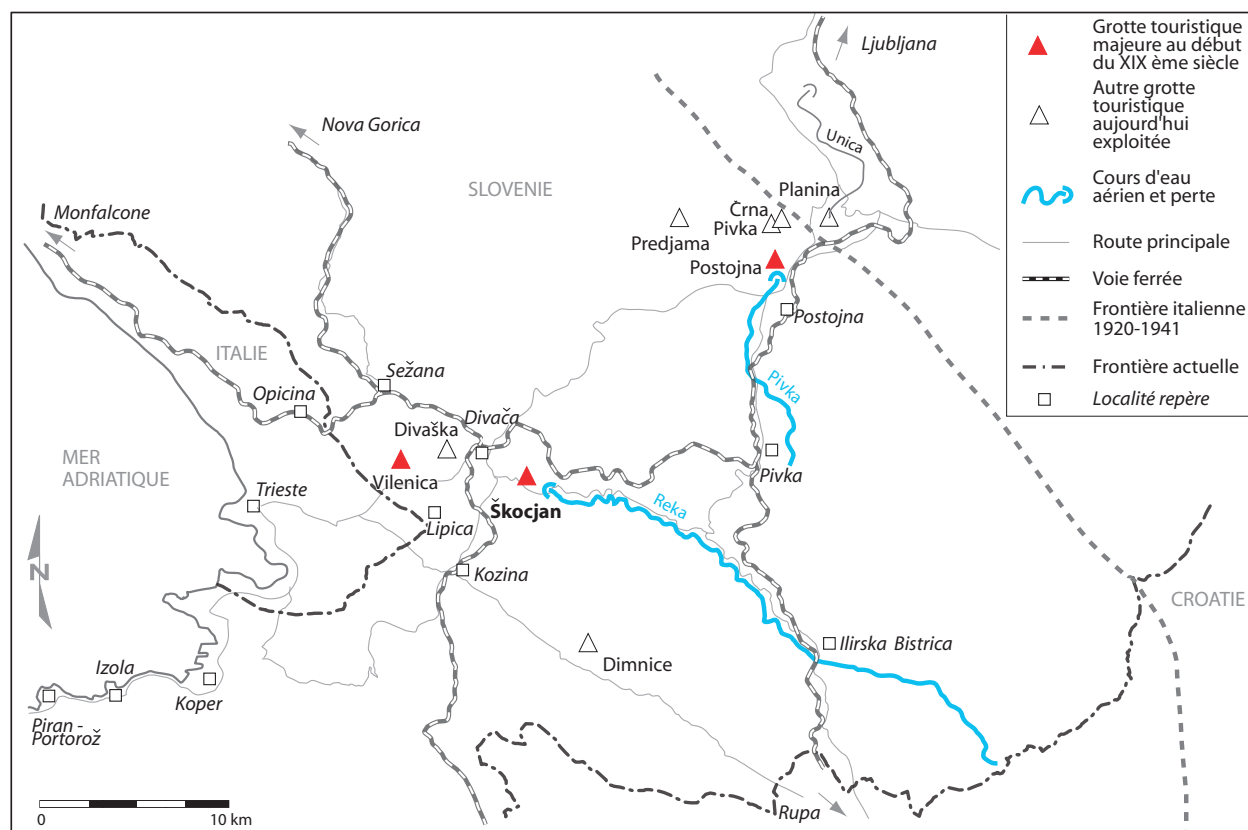 Ljubljana
Nova Gorica
Unica
SLOVENIE
Planina
Črna
Pivka
Monfalcone
Predjama
Postojna
Postojna
ITALIE
Sežana
Pivka
Opicina
Divača
Divaška
MER
ADRIATIQUE
Vilenica
Pivka
Trieste
Škocjan
Reka
Lipica
Kozina
CROATIE
N
Ilirska Bistrica
Dimnice
Izola
Koper
Piran -
Portorož
Rupa
0
10 km
Grotte touristique
majeure au début
du XIX ème siècle
Autre grotte
touristique
aujourd'hui
exploitée
Cours d'eau
aérien et perte
Route principale
Voie ferrée
Frontière italienne
1920-1941
Frontière actuelle
Localité repère